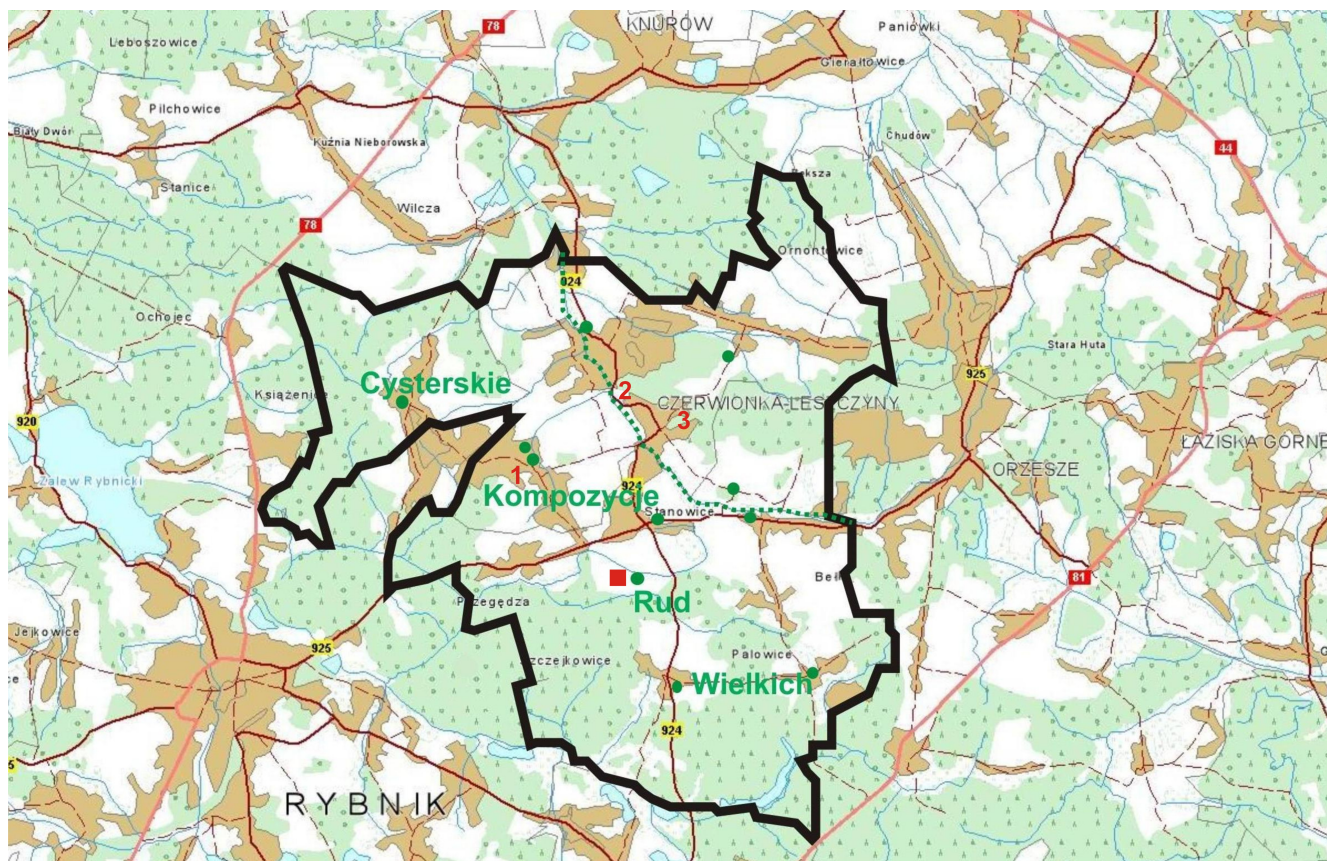 78
KNURÓW
Paniówki
Leboszowice
Gierałtowice
Pilchowice
Biały Dwór
Kuźnia Nieborowska
Chudów
44
Stanice
Wilcza
78
Ornontowice
924
Ochojec
Stara Huta
925
Cysterskie
Książenice
2
CZERWIONKA-LESZCZYNY
3
920
ŁAZISKA GÓRNE
1
ORZESZE
Zalew Rybnicki
Kompozycje
924
Stanowice
81
Rud
Przegędza
Jejkowice
925
Palowice
Szczejkowice
Wielkich
924
5
RYBNIK